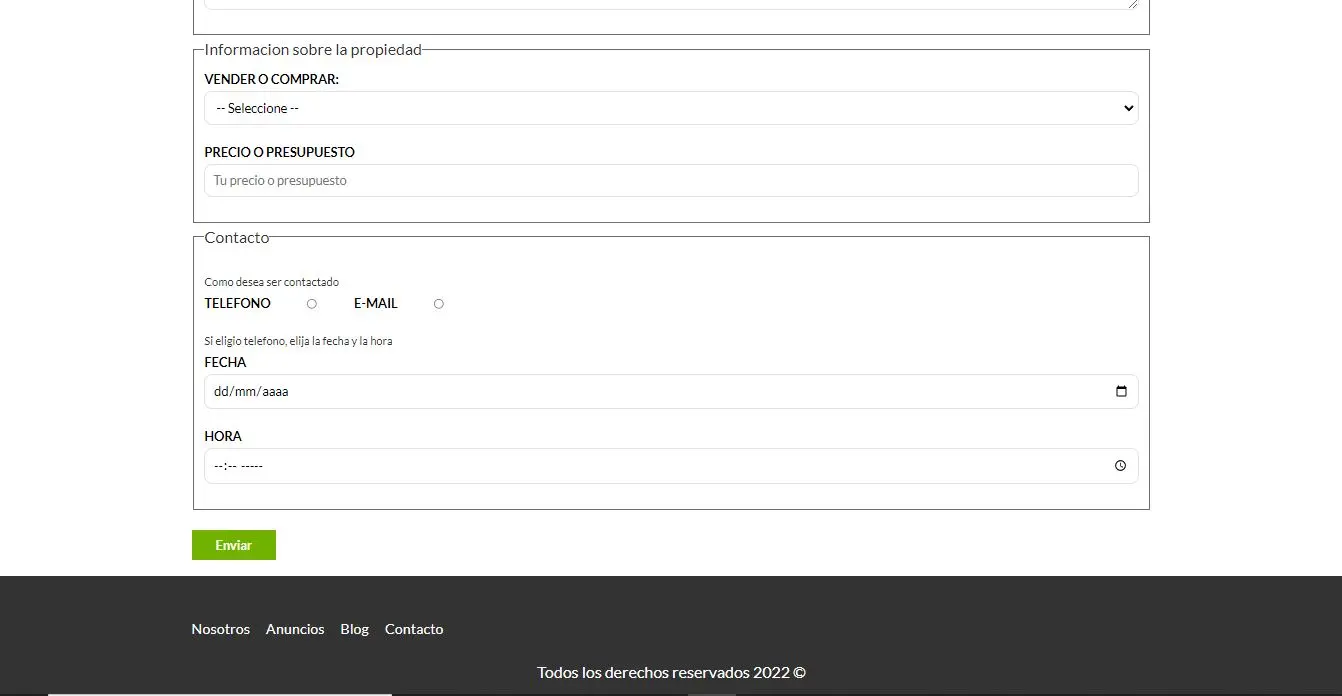 Informacion sobre la propiedad
VENDER O COMPRAR:
-- Seleccione --
PRECIO O PRESUPUESTO
Tu precio o presupuesto
Contacto
Como desea ser contactado
TELEFONO E-MAIL
Si eligio telefono, elija la fecha y la hora
FECHA
dd/mm/aaaa
HORA
--:-- -----
Enviar
Nosotros Anuncios Blog Contacto
Todos los derechos reservados 2022 ©